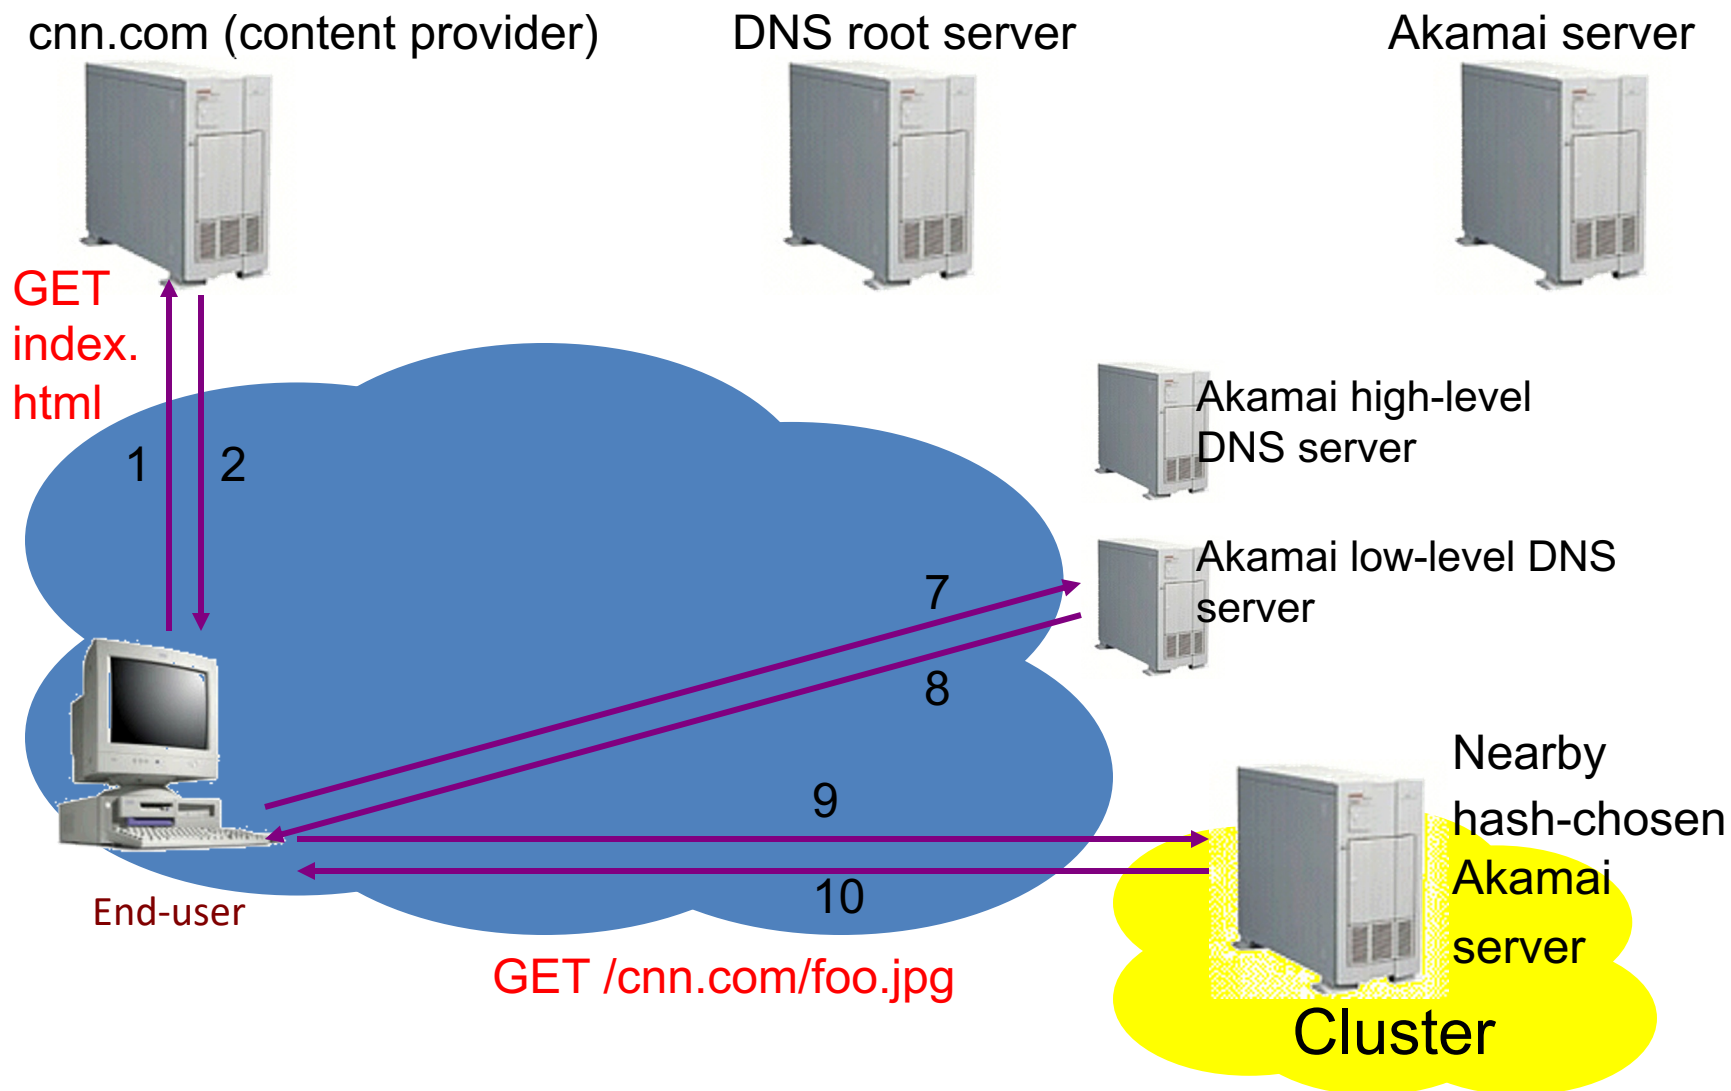 cnn.com (content provider)
DNS root server
Akamai server
GET
index.
html
1
2
Akamai high-level
DNS server
Akamai low-level DNS
server
7
8
9
10
Nearby
hash-chosen
Akamai
server
End-user
GET /cnn.com/foo.jpg
Cluster